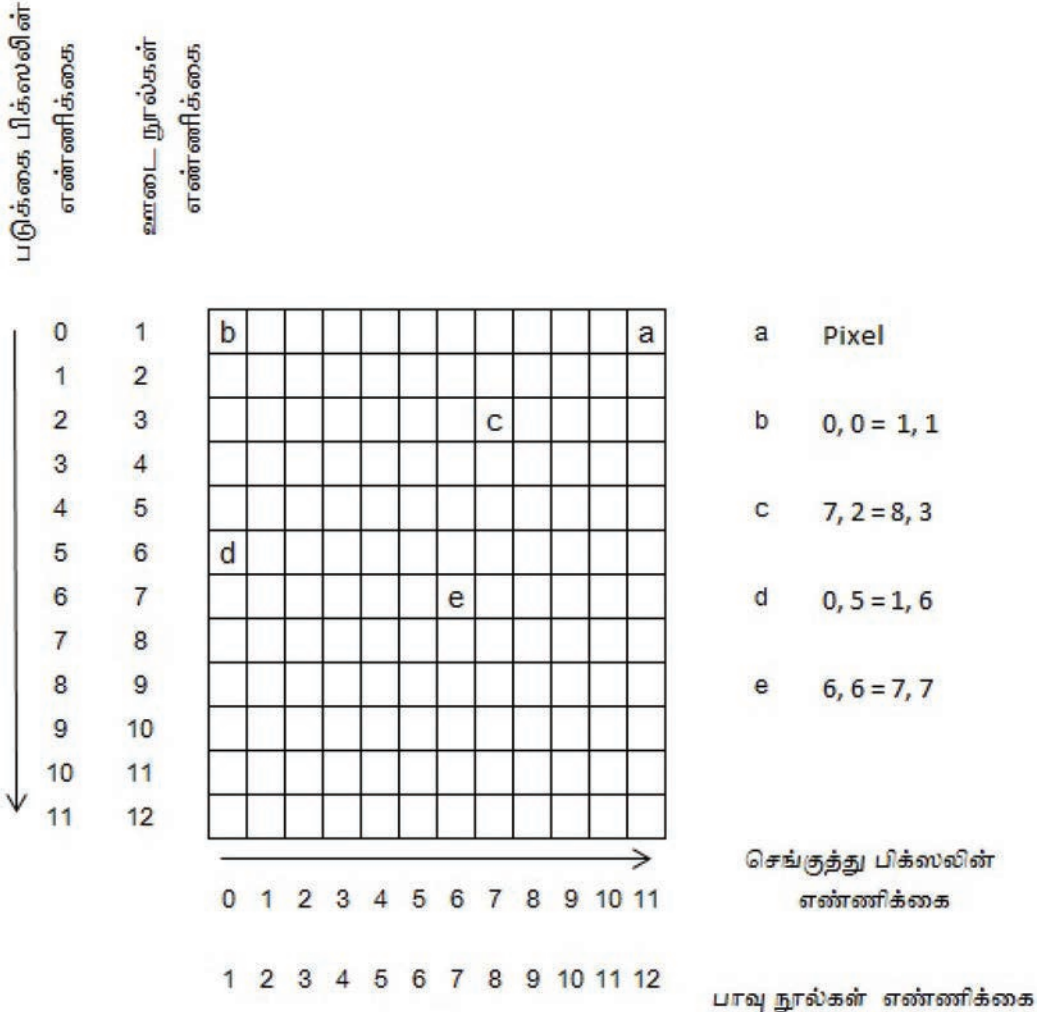 படுக்கை பிக்ஸலின்
எண்ணிக்கை
ஊடை நூல்கள்
எண்ணிக்கை
0 1 b a a Pixel
1 2
2 3 c b 0, 0 = 1, 1
3 4
4 5 c 7, 2 = 8, 3
5 6 d
6 7 e d 0, 5 = 1, 6
7 8
8 9 e 6, 6 = 7, 7
9 10
10 11
11 12
செங்குத்து பிக்ஸலின்
எண்ணிக்கை
0 1 2 3 4 5 6 7 8 9 10 11
1 2 3 4 5 6 7 8 9 10 11 12
பாவு நூல்கள் எண்ணிக்கை